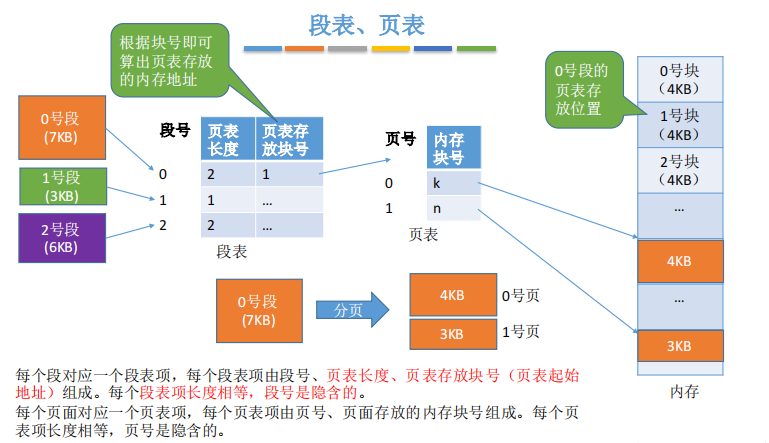 段表、页表
根据块号即可
算出页表存放
的内存地址
0号段的
页表存
放位置
0号段
(7KB)
1号段
(3KB)
2号段
(6KB)
段号
页表
长度
页表存
放块号
0
2
1
1
1
...
2
2
...
段表
页号
内存
块号
0
k
1
n
页表
0号块
（4KB）
1号块
（4KB）
2号块
（4KB）
...
4KB
...
3KB
内存
0号段
(7KB)
分页
4KB
0号页
3KB
1号页
每个段对应一个段表项，每个段表项由段号、页表长度、页表存放块号（页表起始
地址）组成。每个段表项长度相等，段号是隐含的。
每个页面对应一个页表项，每个页表项由页号、页面存放的内存块号组成。每个页
表项长度相等，页号是隐含的。